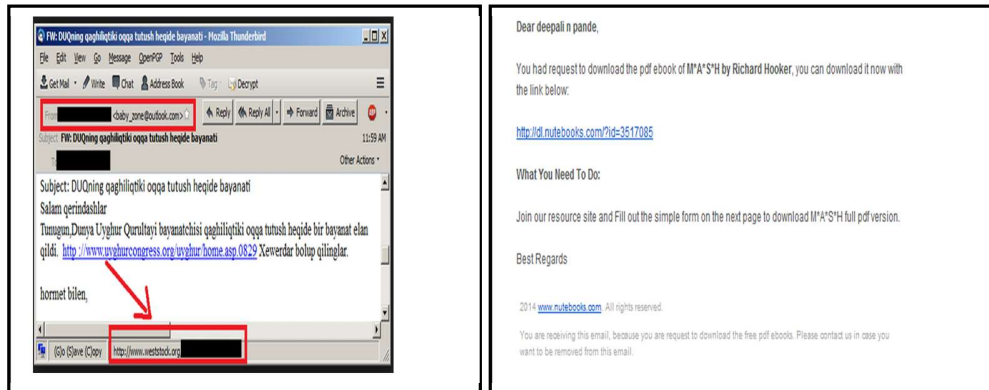 FW: DUQning qaghiliqtiki oqqa tutush heqide bayanati - Mozilla Thunderbird
File Edit View Go Message OpenPGP Tools Help
Get Mail Write Chat Address Book Tag Decrypt
From <baby_zone@outlook.com> Reply Reply All Forward Archive
Subject FW: DUQning qaghiliqtiki oqqa tutush heqide bayanati 11:59 AM
To Other Actions
Subject: DUQning qaghiliqtiki oqqa tutush heqide bayanati
Salam qerindashlar
Tunugun,Dunya Uyghur Qurultayi bayanatchisi qaghiliqtiki oqqa tutush heqide bir bayanat elan
qildi. http://www.uyghurcongress.org/uyghur/home.asp.0829 Xewerdar bolup qilinglar.
hormet bilen,
(G)o (S)ave (C)opy http://www.weststock.org
Dear deepali n pande,
You had request to download the pdf ebook of M*A*S*H by Richard Hooker, you can download it now with
the link below:
http://dl.nutebooks.com/?id=3517085
What You Need To Do:
Join our resource site and Fill out the simple form on the next page to download M*A*S*H full pdf version.
Best Regards
2014 www.nutebooks.com. All rights reserved.
You are receiving this email, because you are request to download the free pdf ebooks. Please contact us in case you
want to be removed from this email.